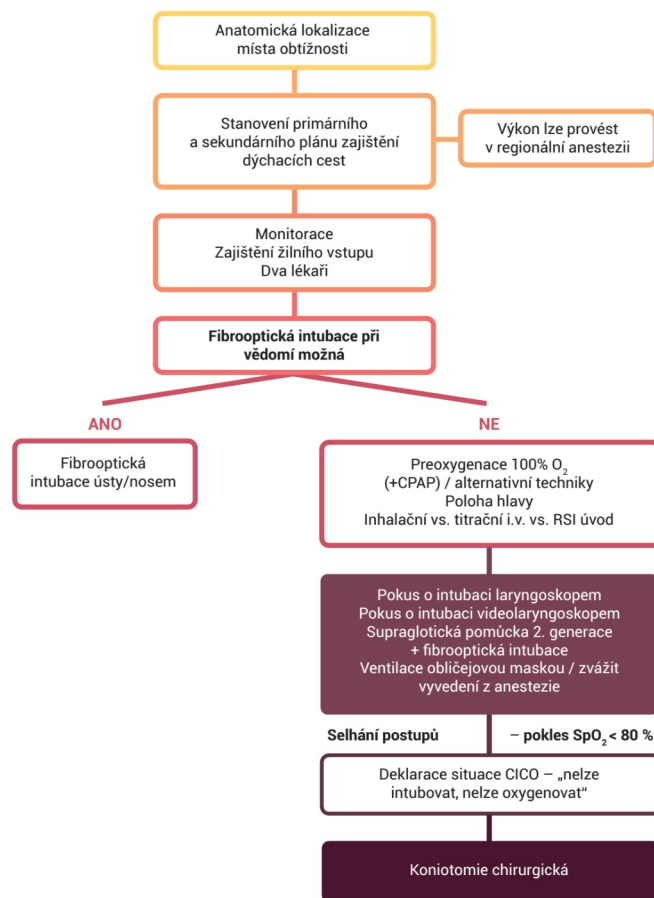 Anatomická lokalizace
místa obtížnosti
Stanovení primárního
a sekundárního plánu zajištění
dýchacích cest
Výkon lze provést
v regionální anestezii
Monitorace
Zajištění žilního vstupu
Dva lékaři
Fibrooptická intubace při
vědomí možná
ANO
NE
Fibrooptická
intubace ústy/nosem
Preoxygenace 100% O₂
(+CPAP) / alternativní techniky
Poloha hlavy
Inhalační vs. titrační i.v. vs. RSI úvod
Pokus o intubaci laryngoskopem
Pokus o intubaci videolaryngoskopem
Supraglotická pomůcka 2. generace
+ fibrooptická intubace
Ventilace obličejovou maskou / zvážit
vyvedení z anestezie
Selhání postupů – pokles SpO₂ < 80 %
Deklarace situace CICO – „nelze
intubovat, nelze oxygenovat“
Koniotomie chirurgická